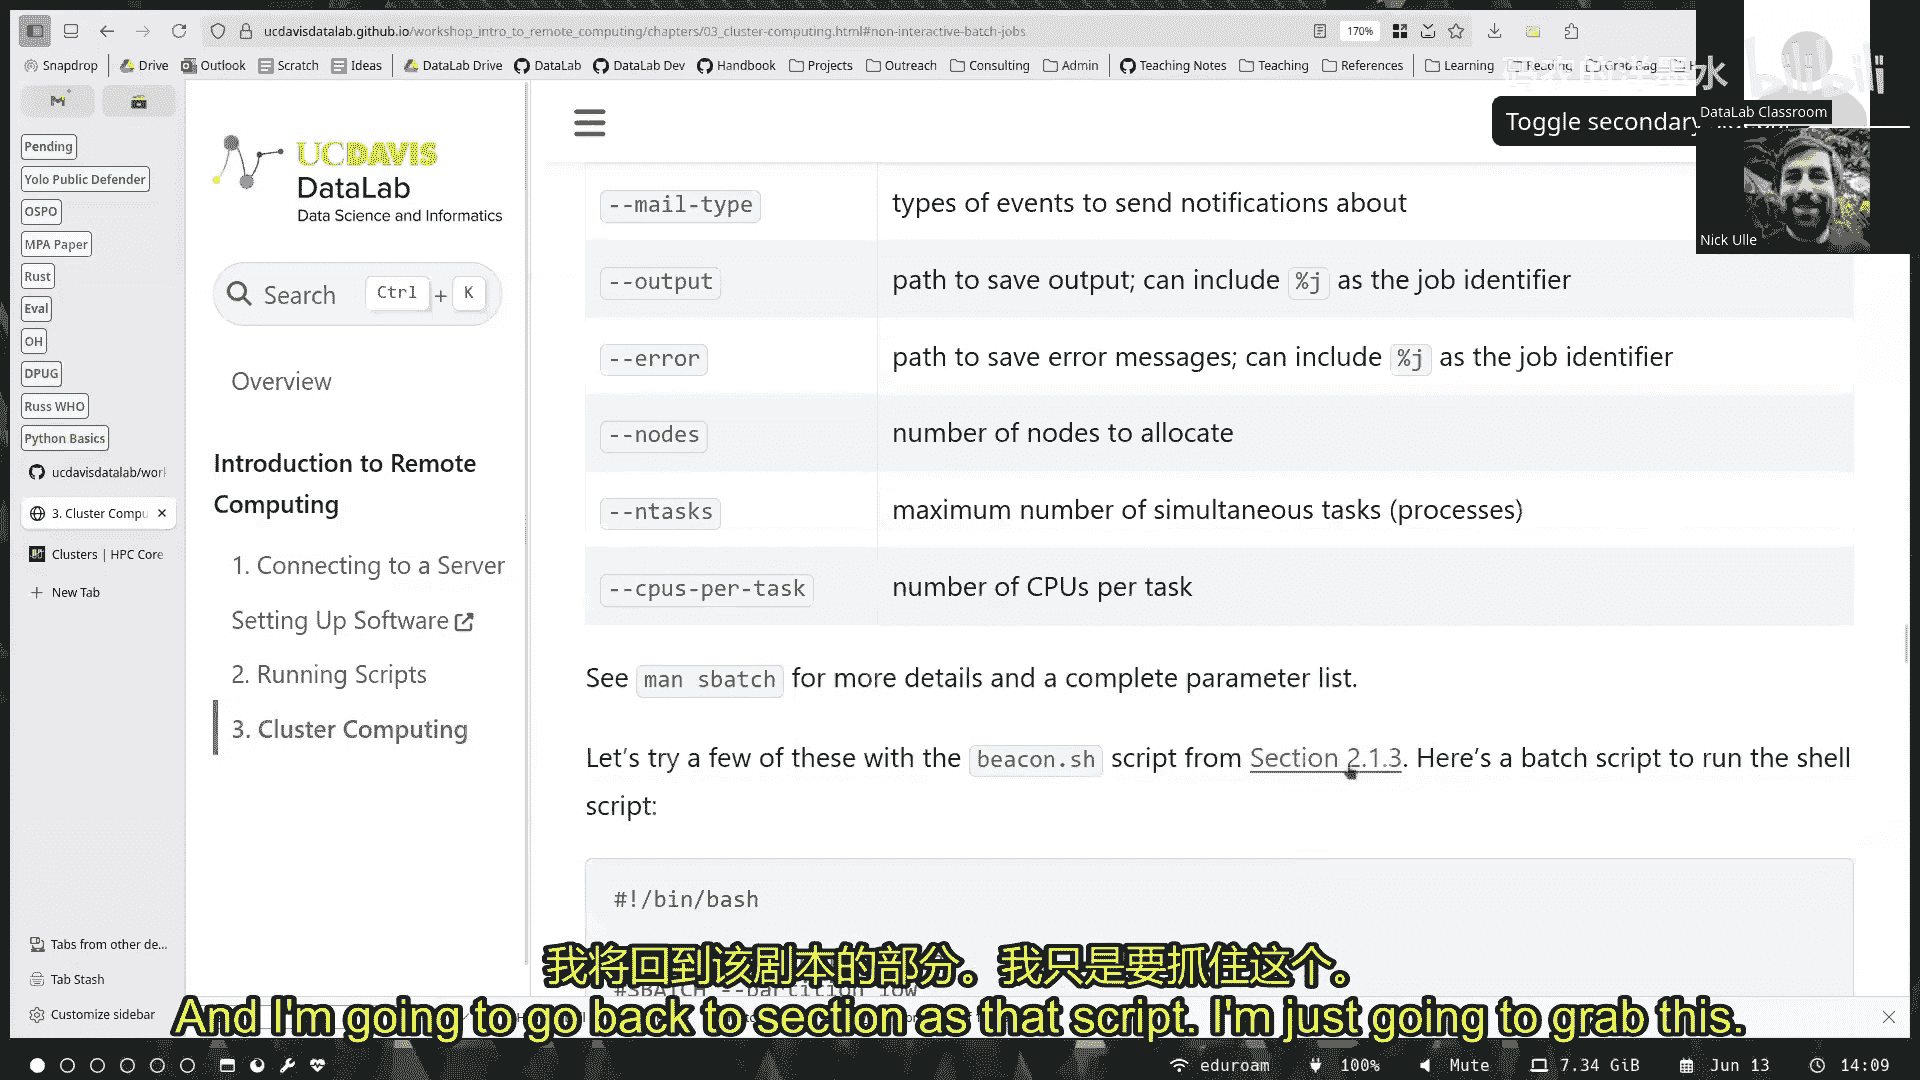 ucdavisdatalab.github.io/workshop_intro_to_remote_computing/chapters/03_cluster-computing.html#non-interactive-batch-jobs
170%
Snapdrop
Drive
Outlook
Scratch
Ideas
DataLab Drive
DataLab
DataLab Dev
Handbook
Projects
Outreach
Consulting
Admin
Teaching Notes
Teaching
References
Learning
Pending
Yolo Public Defender
OSPO
MPA Paper
Rust
Eval
OH
DPUG
Russ WHO
Python Basics
ucdavisdatalab/wor
3. Cluster Compu
Clusters | HPC Core
New Tab
Tabs from other de...
Tab Stash
Customize sidebar
UCDAVIS
DataLab
Data Science and Informatics
Search Ctrl + K
Overview
Introduction to Remote
Computing
1. Connecting to a Server
Setting Up Software
2. Running Scripts
3. Cluster Computing
Toggle secondary
DataLab Classroom
Nick Ulle
bilibili
--mail-type types of events to send notifications about
--output path to save output; can include %j as the job identifier
--error path to save error messages; can include %j as the job identifier
--nodes number of nodes to allocate
--ntasks maximum number of simultaneous tasks (processes)
--cpus-per-task number of CPUs per task
See man sbatch for more details and a complete parameter list.
Let’s try a few of these with the beacon.sh script from Section 2.1.3. Here’s a batch script to run the shell
script:
#!/bin/bash
#SBATCH --partition low
我将回到该剧本的部分。我只是要抓住这个。
And I'm going to go back to section as that script. I'm just going to grab this.
eduroam 100% Mute 7.34 GiB Jun 13 14:09